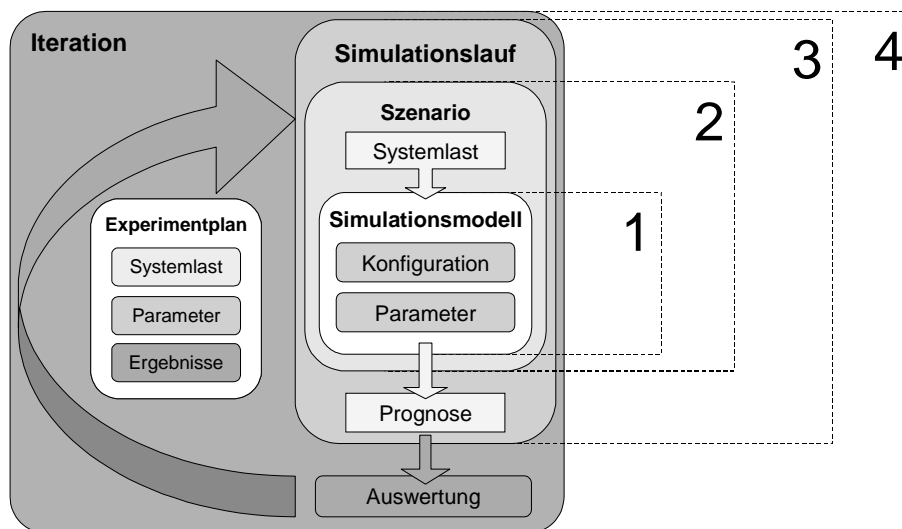 Iteration
Simulationslauf
Szenario
Systemlast
Simulationsmodell
Konfiguration
Parameter
Prognose
Auswertung
Experimentplan
Systemlast
Parameter
Ergebnisse
1
2
3
4